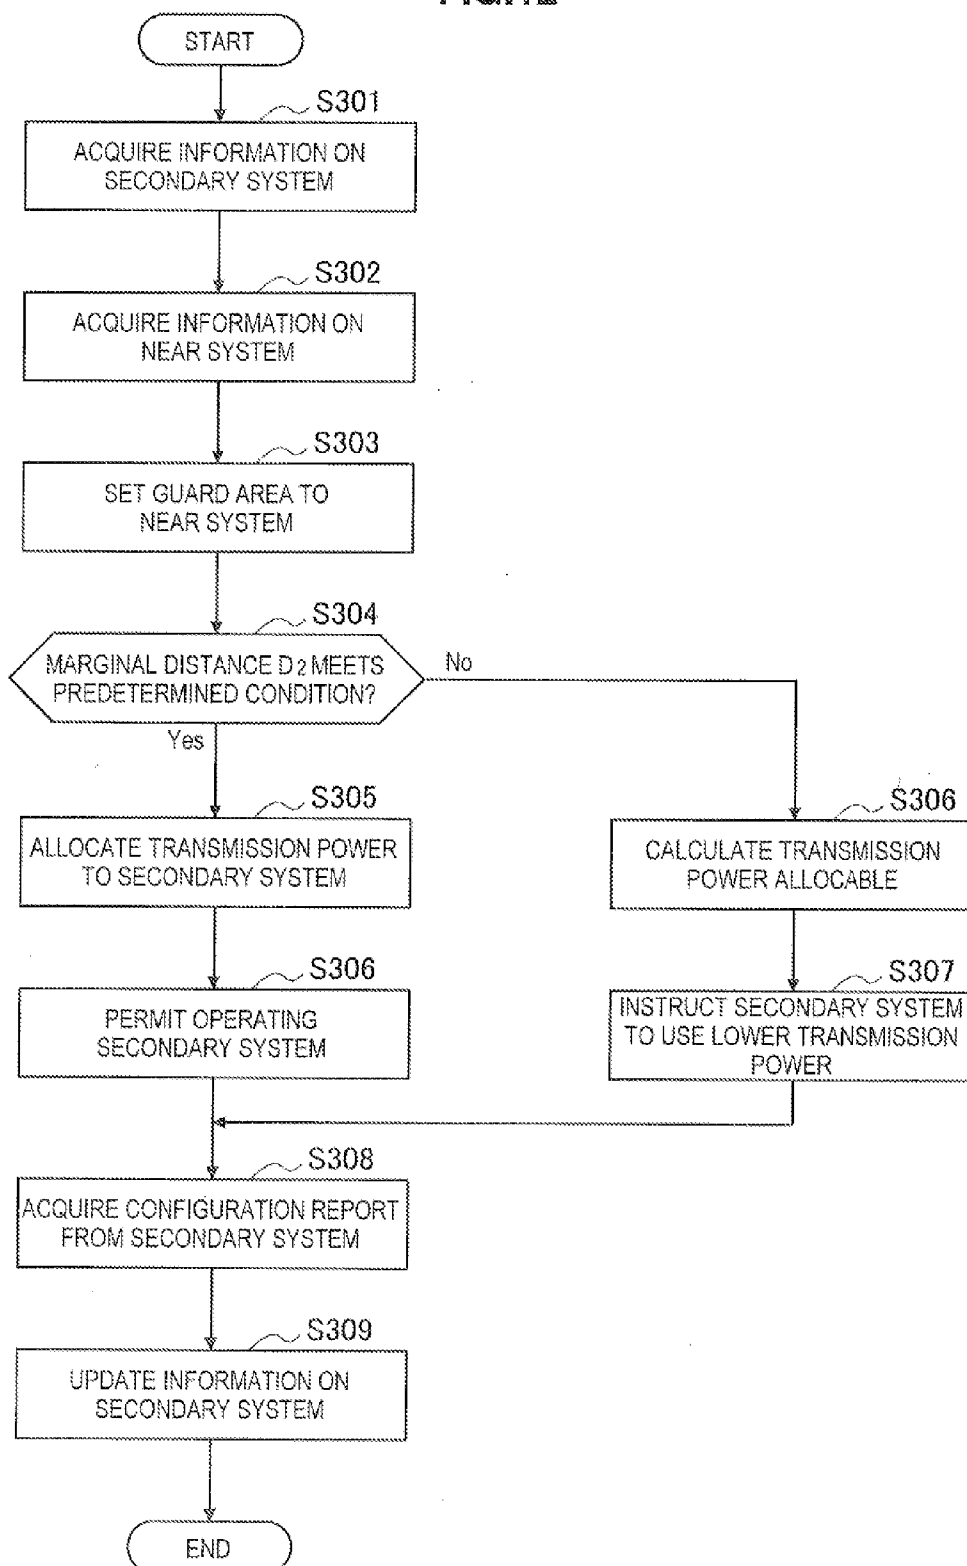 START
S301
ACQUIRE INFORMATION ON
SECONDARY SYSTEM
S302
ACQUIRE INFORMATION ON
NEAR SYSTEM
S303
SET GUARD AREA TO
NEAR SYSTEM
S304
MARGINAL DISTANCE D2 MEETS
PREDETERMINED CONDITION?
No
Yes
S305
ALLOCATE TRANSMISSION POWER
TO SECONDARY SYSTEM
S306
CALCULATE TRANSMISSION
POWER ALLOCABLE
S306
PERMIT OPERATING
SECONDARY SYSTEM
S307
INSTRUCT SECONDARY SYSTEM
TO USE LOWER TRANSMISSION
POWER
S308
ACQUIRE CONFIGURATION REPORT
FROM SECONDARY SYSTEM
S309
UPDATE INFORMATION ON
SECONDARY SYSTEM
END